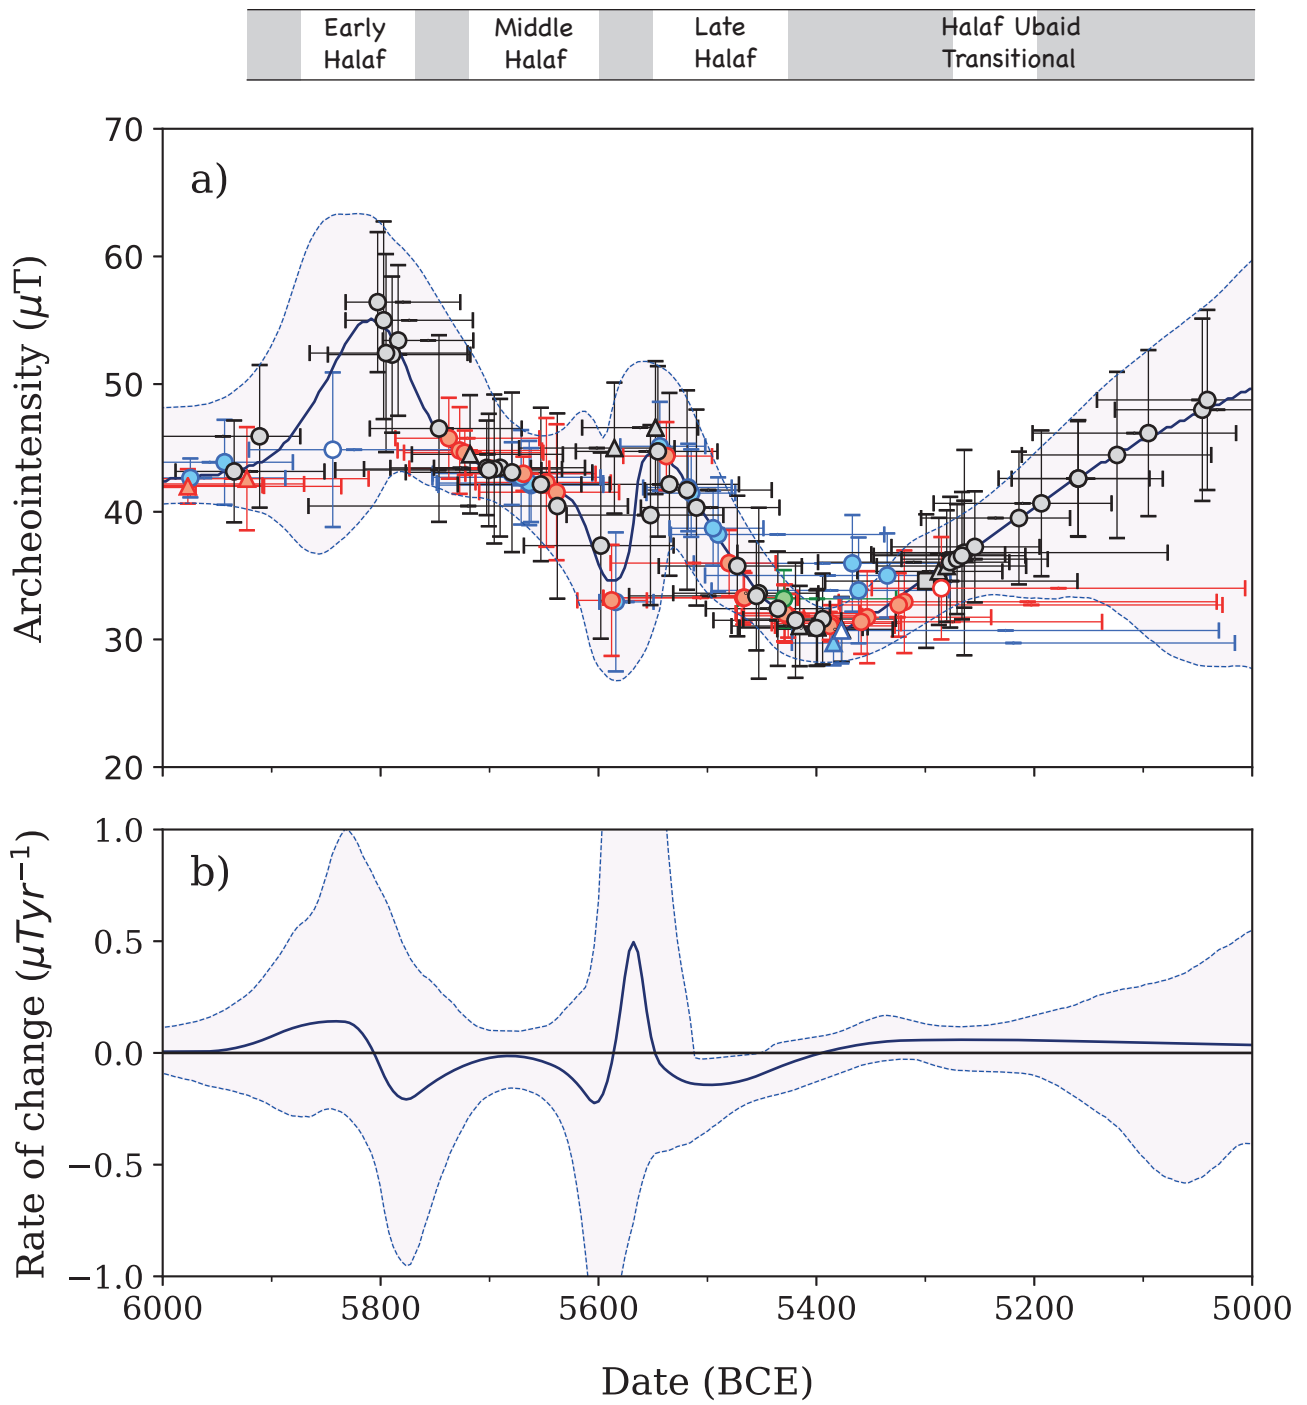 Early
Halaf
Middle
Halaf
Late
Halaf
Halaf Ubaid
Transitional
a)
70
60
50
40
30
20
Archeointensity (μT)
b)
1.0
0.5
0.0
−0.5
−1.0
Rate of change (μTyr⁻¹)
6000 5800 5600 5400 5200 5000
Date (BCE)